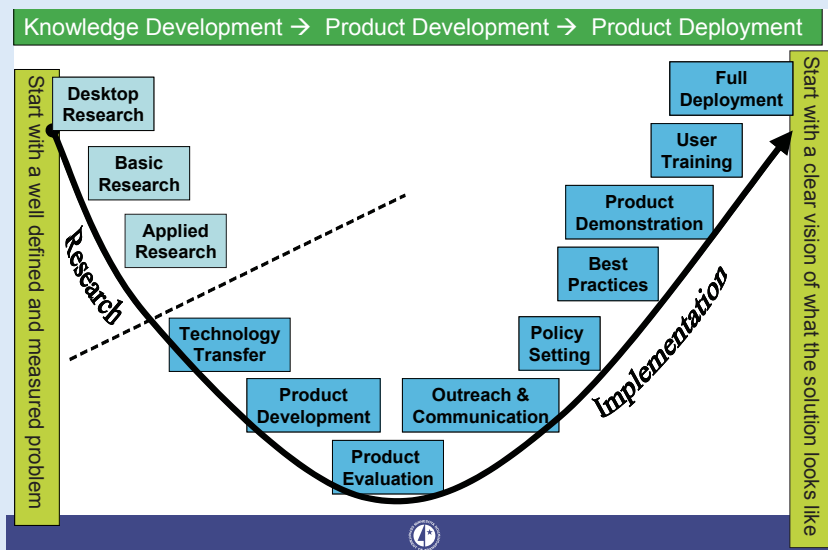 Knowledge Development → Product Development → Product Deployment
Start with a well defined and measured problem
Desktop
Research
Basic
Research
Applied
Research
Research
Technology
Transfer
Product
Development
Product
Evaluation
Outreach &
Communication
Policy
Setting
Best
Practices
Product
Demonstration
User
Training
Full
Deployment
Implementation
Start with a clear vision of what the solution looks like